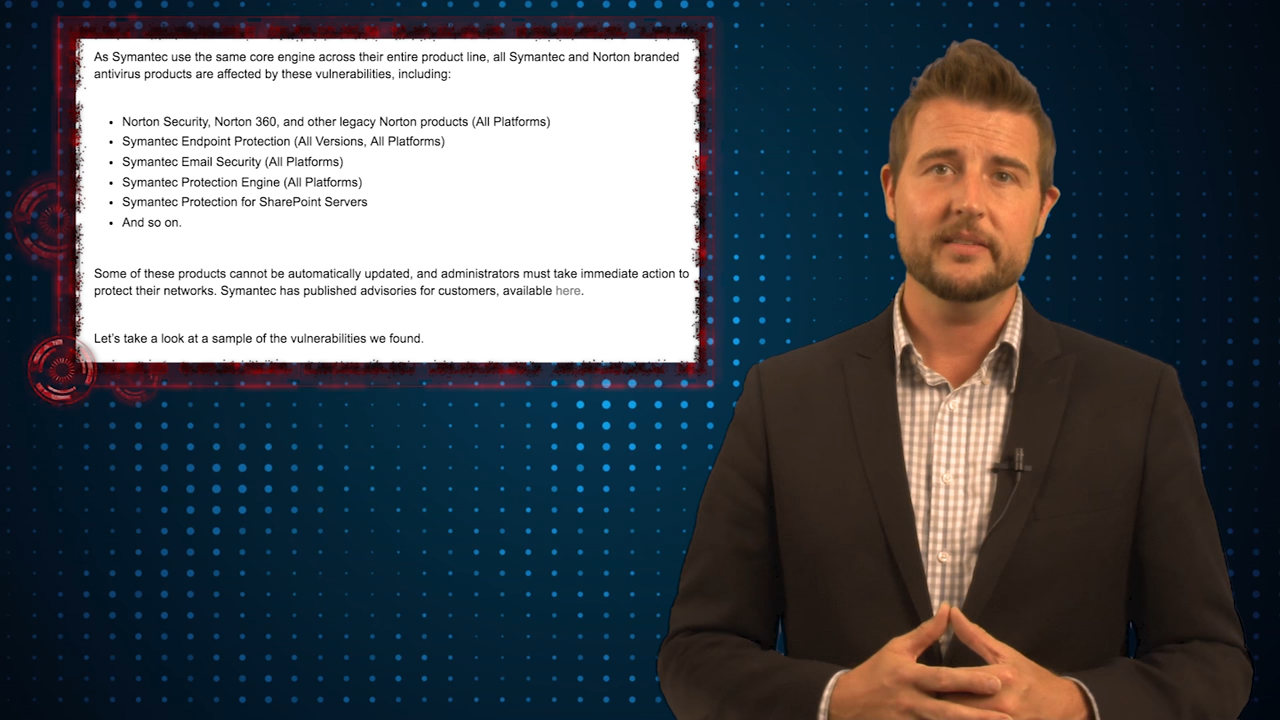 As Symantec use the same core engine across their entire product line, all Symantec and Norton branded
antivirus products are affected by these vulnerabilities, including:
• Norton Security, Norton 360, and other legacy Norton products (All Platforms)
• Symantec Endpoint Protection (All Versions, All Platforms)
• Symantec Email Security (All Platforms)
• Symantec Protection Engine (All Platforms)
• Symantec Protection for SharePoint Servers
• And so on.
Some of these products cannot be automatically updated, and administrators must take immediate action to
protect their networks. Symantec has published advisories for customers, available here.
Let's take a look at a sample of the vulnerabilities we found.